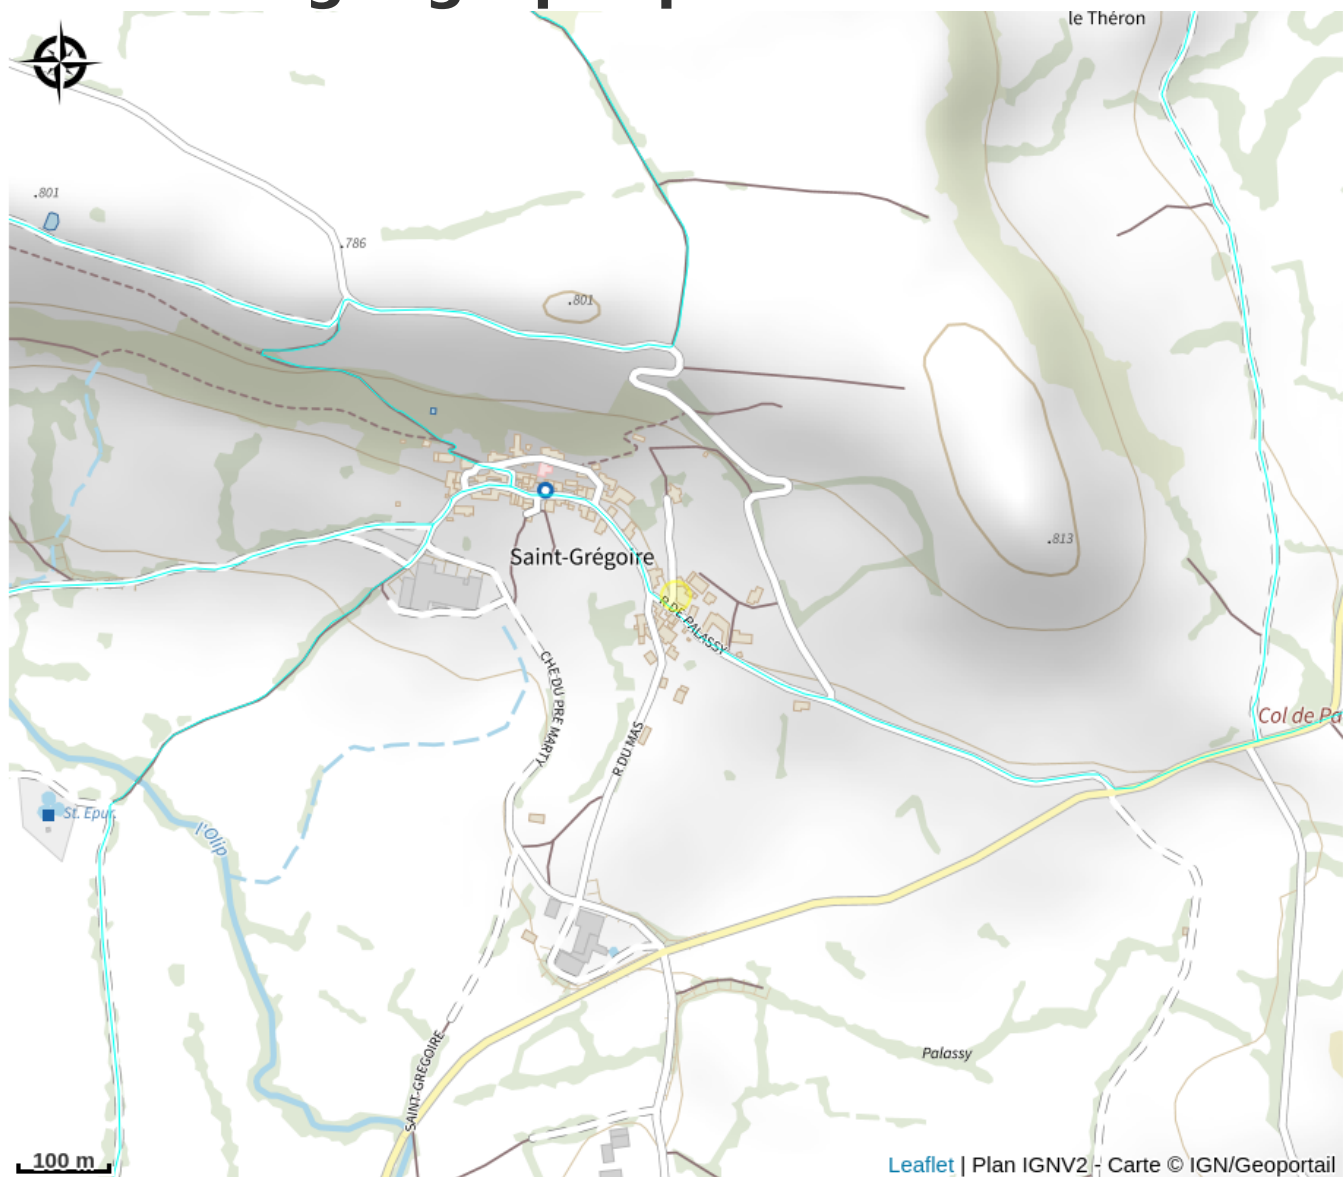 le Théron
.801
.786
.801
.813
Saint-Grégoire
R DE PALASSY
CHE DU PRE MARTY
R DU MAS
Col de Pa
St. Epur.
l'Olip
SAINT-GREGOIRE
Palassy
100 m
Leaflet | Plan IGNV2 - Carte © IGN/Geoportail